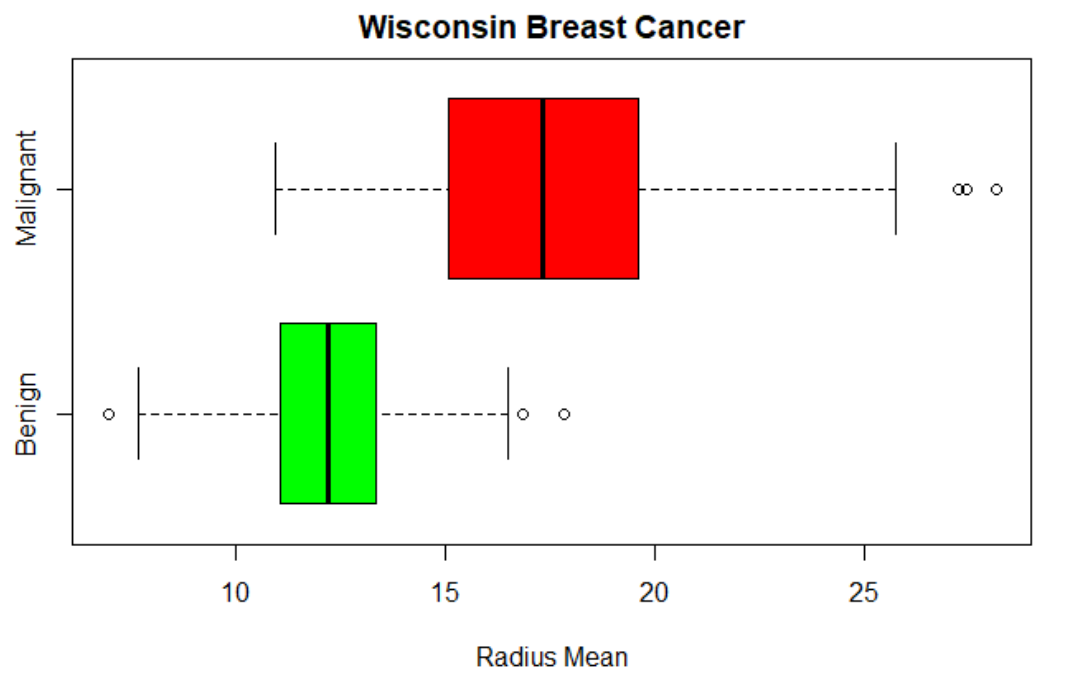 Wisconsin Breast Cancer
Malignant
Benign
10 15 20 25
Radius Mean